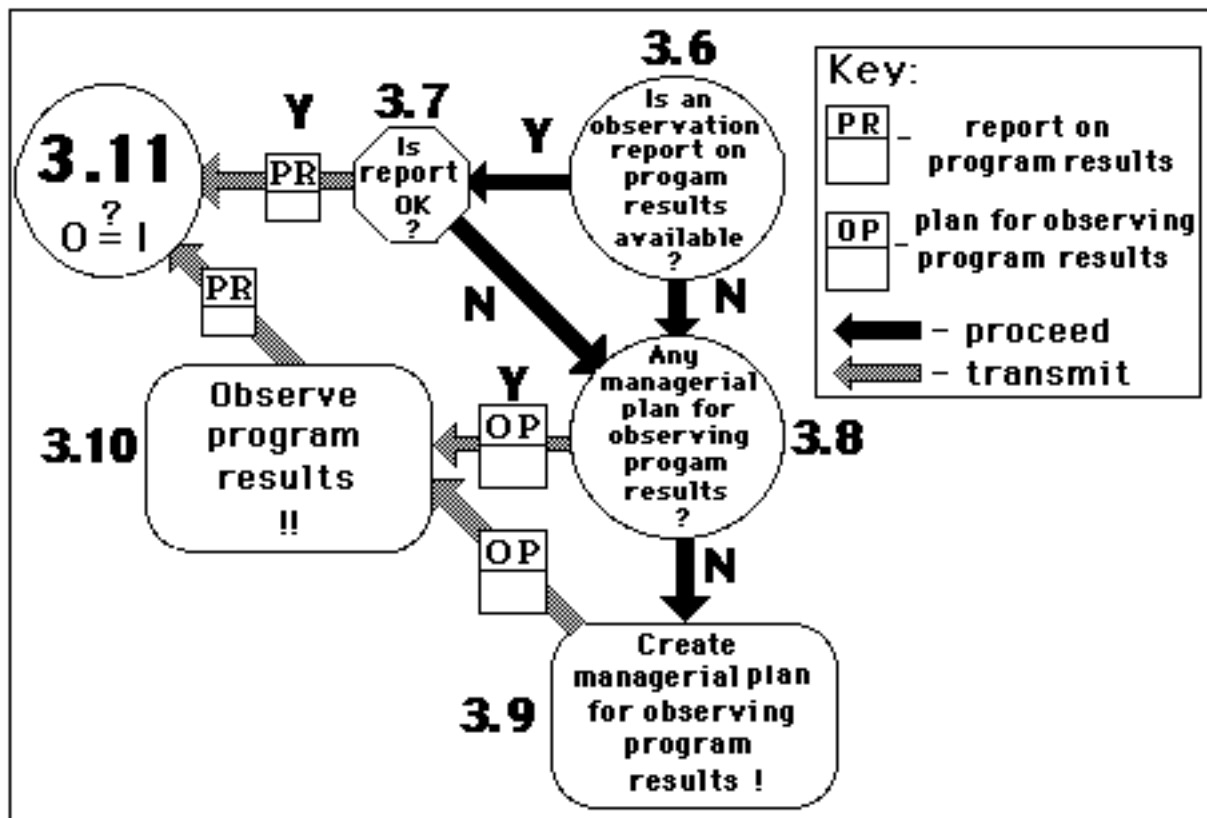 3.6
Is an
observation
report on
progam
results
available
?
Y
N
3.7
Is
report
OK
?
Y
PR
N
3.11
?
O = I
PR
Any
managerial
plan for
observing
progam
results
?
3.8
Y
OP
N
Observe
program
results
!!
3.10
OP
Create
managerial plan
for observing
program
results !
3.9
Key:
PR - report on
program results
OP - plan for observing
program results
- proceed
- transmit